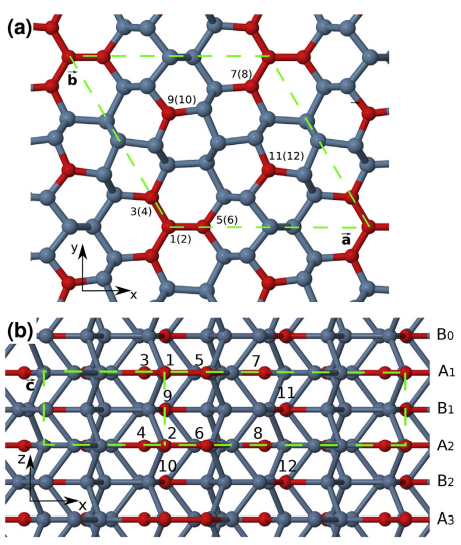 (a)
b
7(8)
9(10)
11(12)
3(4)
5(6)
1(2)
a
y
x
(b)
B0
3 1 5 7 A1
c
9 11 B1
4 2 6 8 A2
z
10 12 B2
x
A3